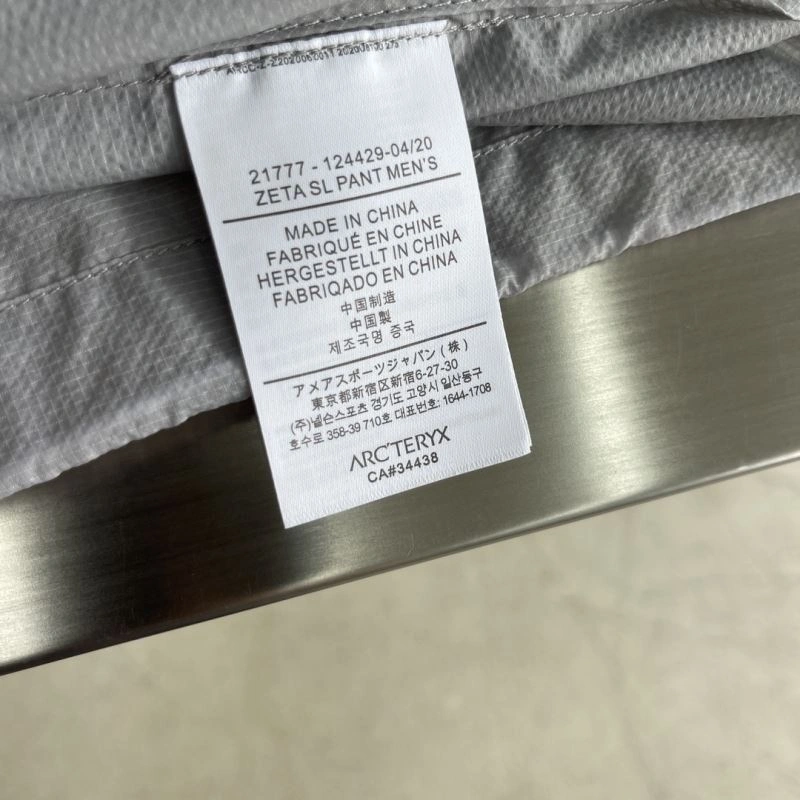 21777 - 124429-04/20
ZETA SL PANT MEN'S
MADE IN CHINA
FABRIQUÉ EN CHINE
HERGESTELLT IN CHINA
FABRIQADO EN CHINA
中国制造
中国製
제조국명 중국
アメアスポーツジャパン (株)
東京都新宿区新宿6-27-30
(주)넬슨스포츠 경기도 고양시 일산동구
호수로 358-39 710호 대표번호: 1644-1708
ARC'TERYX
CA#34438